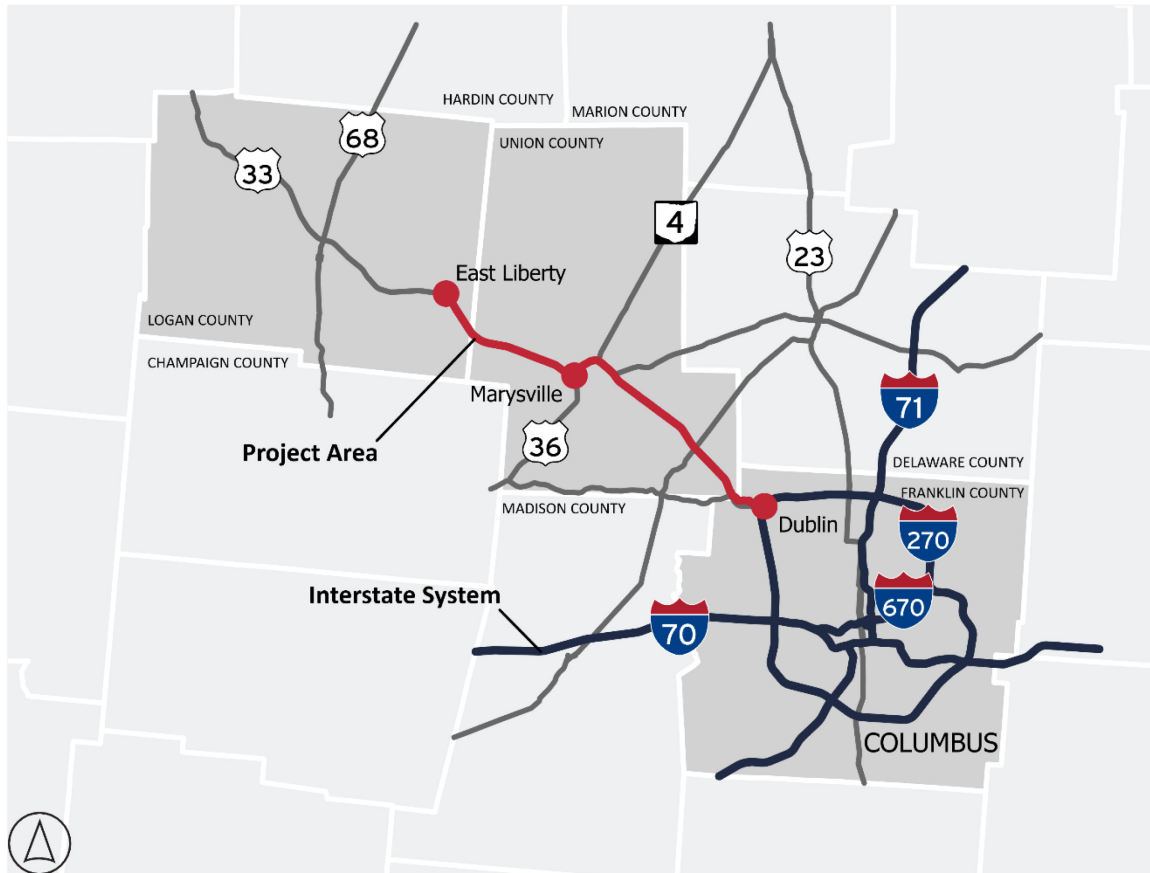 HARDIN COUNTY
MARION COUNTY
68
UNION COUNTY
33
4
23
East Liberty
LOGAN COUNTY
CHAMPAIGN COUNTY
Marysville
71
36
Project Area
DELAWARE COUNTY
FRANKLIN COUNTY
MADISON COUNTY
Dublin
270
Interstate System
670
70
COLUMBUS